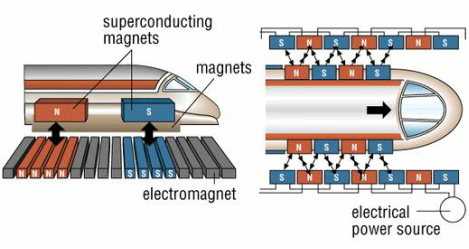 superconducting
magnets
magnets
N
S
N N N N
S S S S
electromagnet
S N S N S N S
N S N S
N S N S
S N S N S N S
electrical
power source